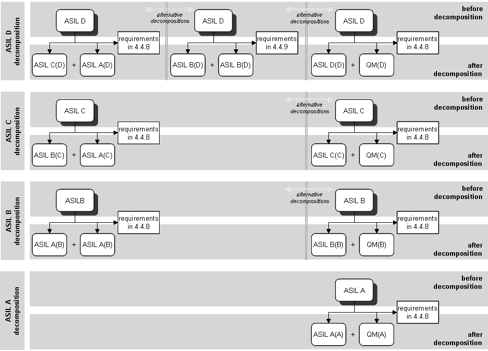 ASIL D
decomposition
ASIL D
alternative
decompositions
ASIL D
alternative
decompositions
ASIL D
before
decomposition
requirements
in 4.4.8
requirements
in 4.4.9
requirements
in 4.4.8
ASIL C(D) + ASIL A(D)
ASIL B(D) + ASIL B(D)
ASIL D(D) + QM(D)
after
decomposition
ASIL C
decomposition
ASIL C
alternative
decompositions
ASIL C
before
decomposition
requirements
in 4.4.8
requirements
in 4.4.8
ASIL B(C) + ASIL A(C)
ASIL C(C) + QM(C)
after
decomposition
ASIL B
decomposition
ASILB
alternative
decompositions
ASIL B
before
decomposition
requirements
in 4.4.8
requirements
in 4.4.8
ASIL A(B) + ASIL A(B)
ASIL B(B) + QM(B)
after
decomposition
ASIL A
decomposition
ASIL A
before
decomposition
requirements
in 4.4.8
ASIL A(A) + QM(A)
after
decomposition